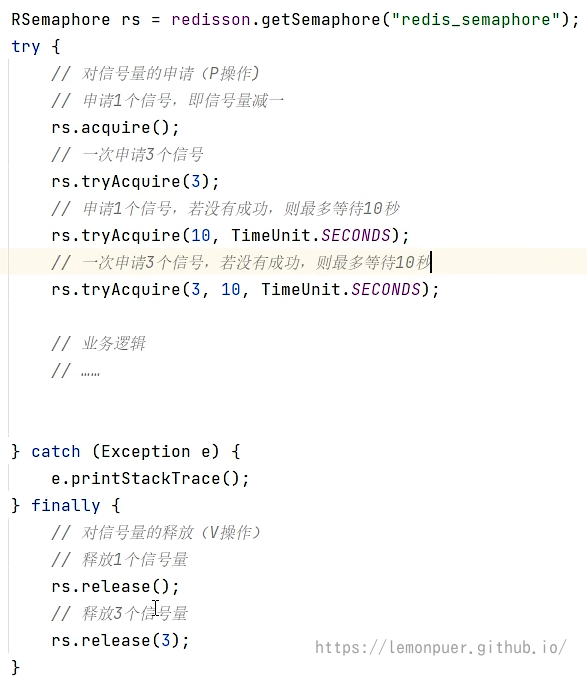 RSemaphore rs = redisson.getSemaphore("redis_semaphore");
try {
    // 对信号量的申请（P操作)
    // 申请1个信号，即信号量减一
    rs.acquire();
    // 一次申请3个信号
    rs.tryAcquire(3);
    // 申请1个信号，若没有成功，则最多等待10秒
    rs.tryAcquire(10, TimeUnit.SECONDS);
    // 一次申请3个信号，若没有成功，则最多等待10秒
    rs.tryAcquire(3, 10, TimeUnit.SECONDS);
    // 业务逻辑
    // ……
} catch (Exception e) {
    e.printStackTrace();
} finally {
    // 对信号量的释放（V操作）
    // 释放1个信号量
    rs.release();
    // 释放3个信号量
    rs.release(3);
https://lemonpuer.github.io/
}